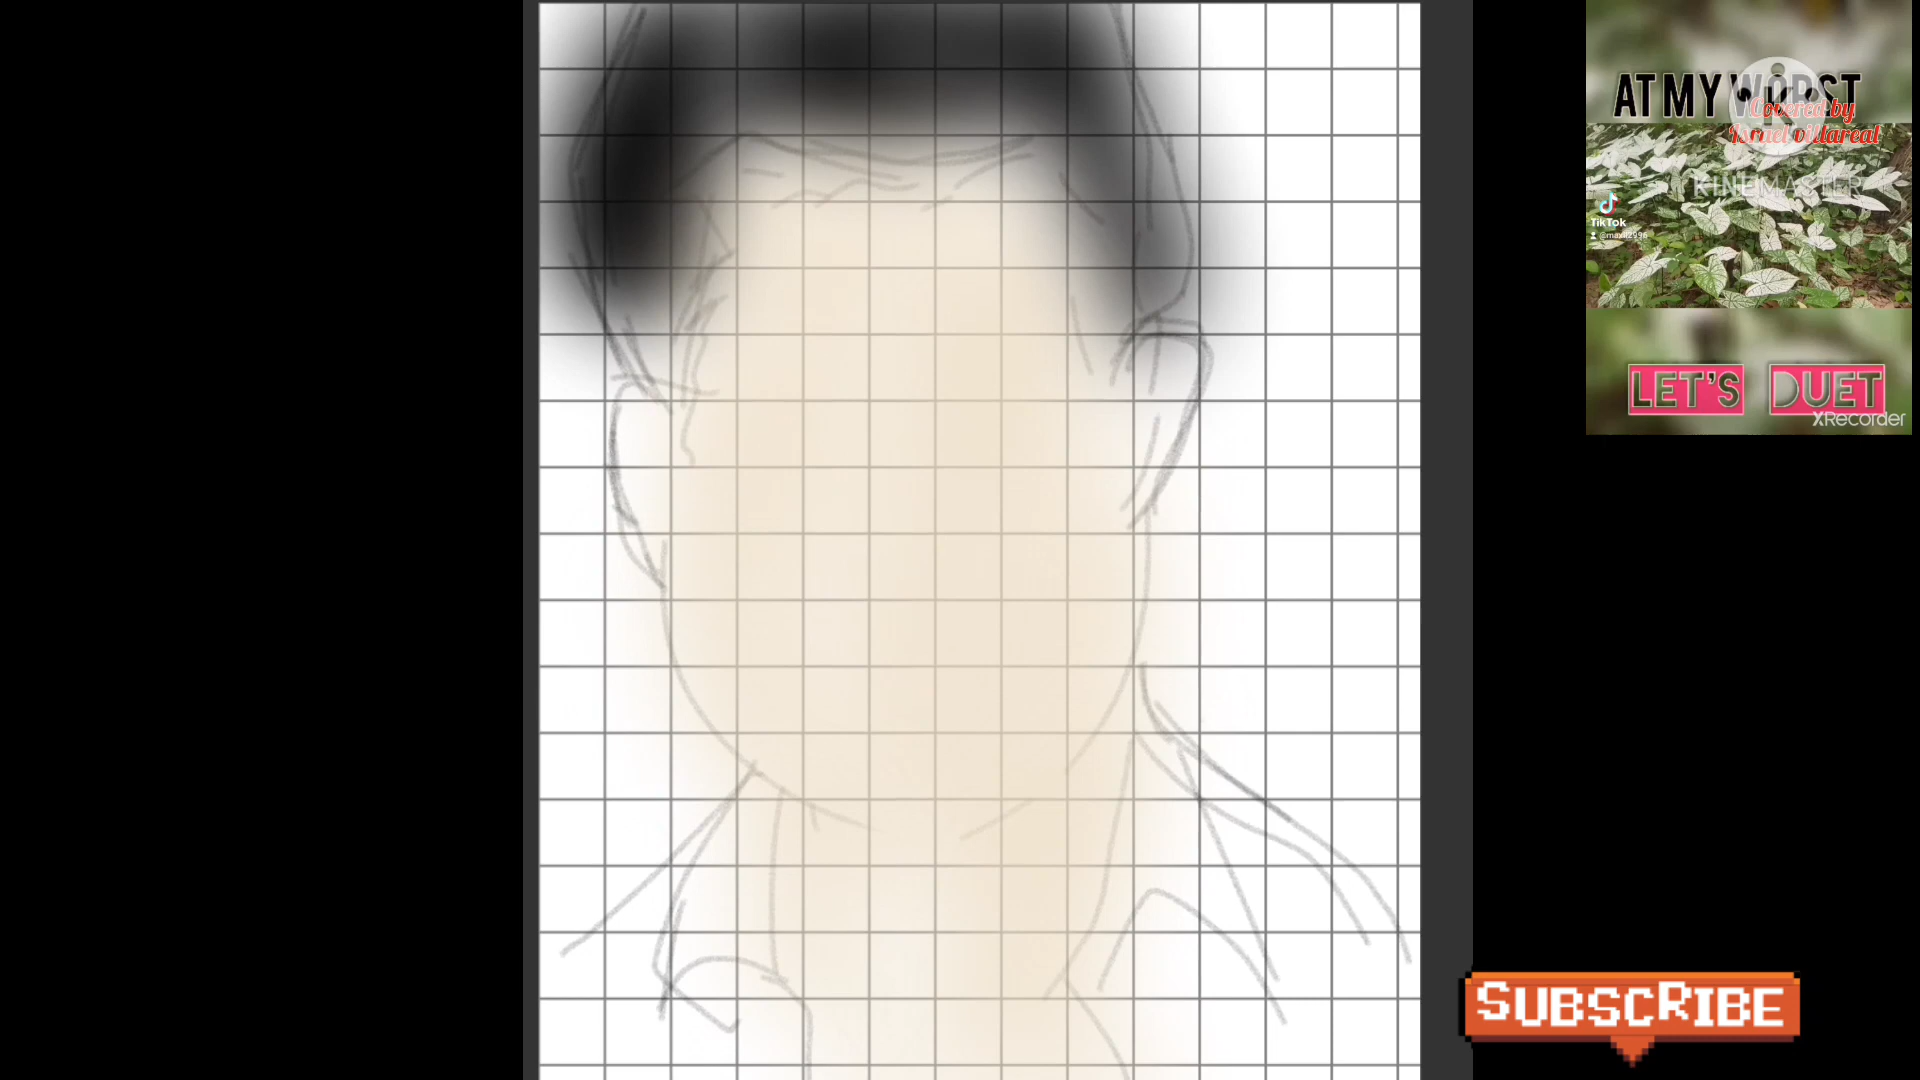 AT MY WORST
Covered by
Israel villareal
KINEMASTER
TikTok
LET'S DUET
XRecorder
SUBSCRIBE